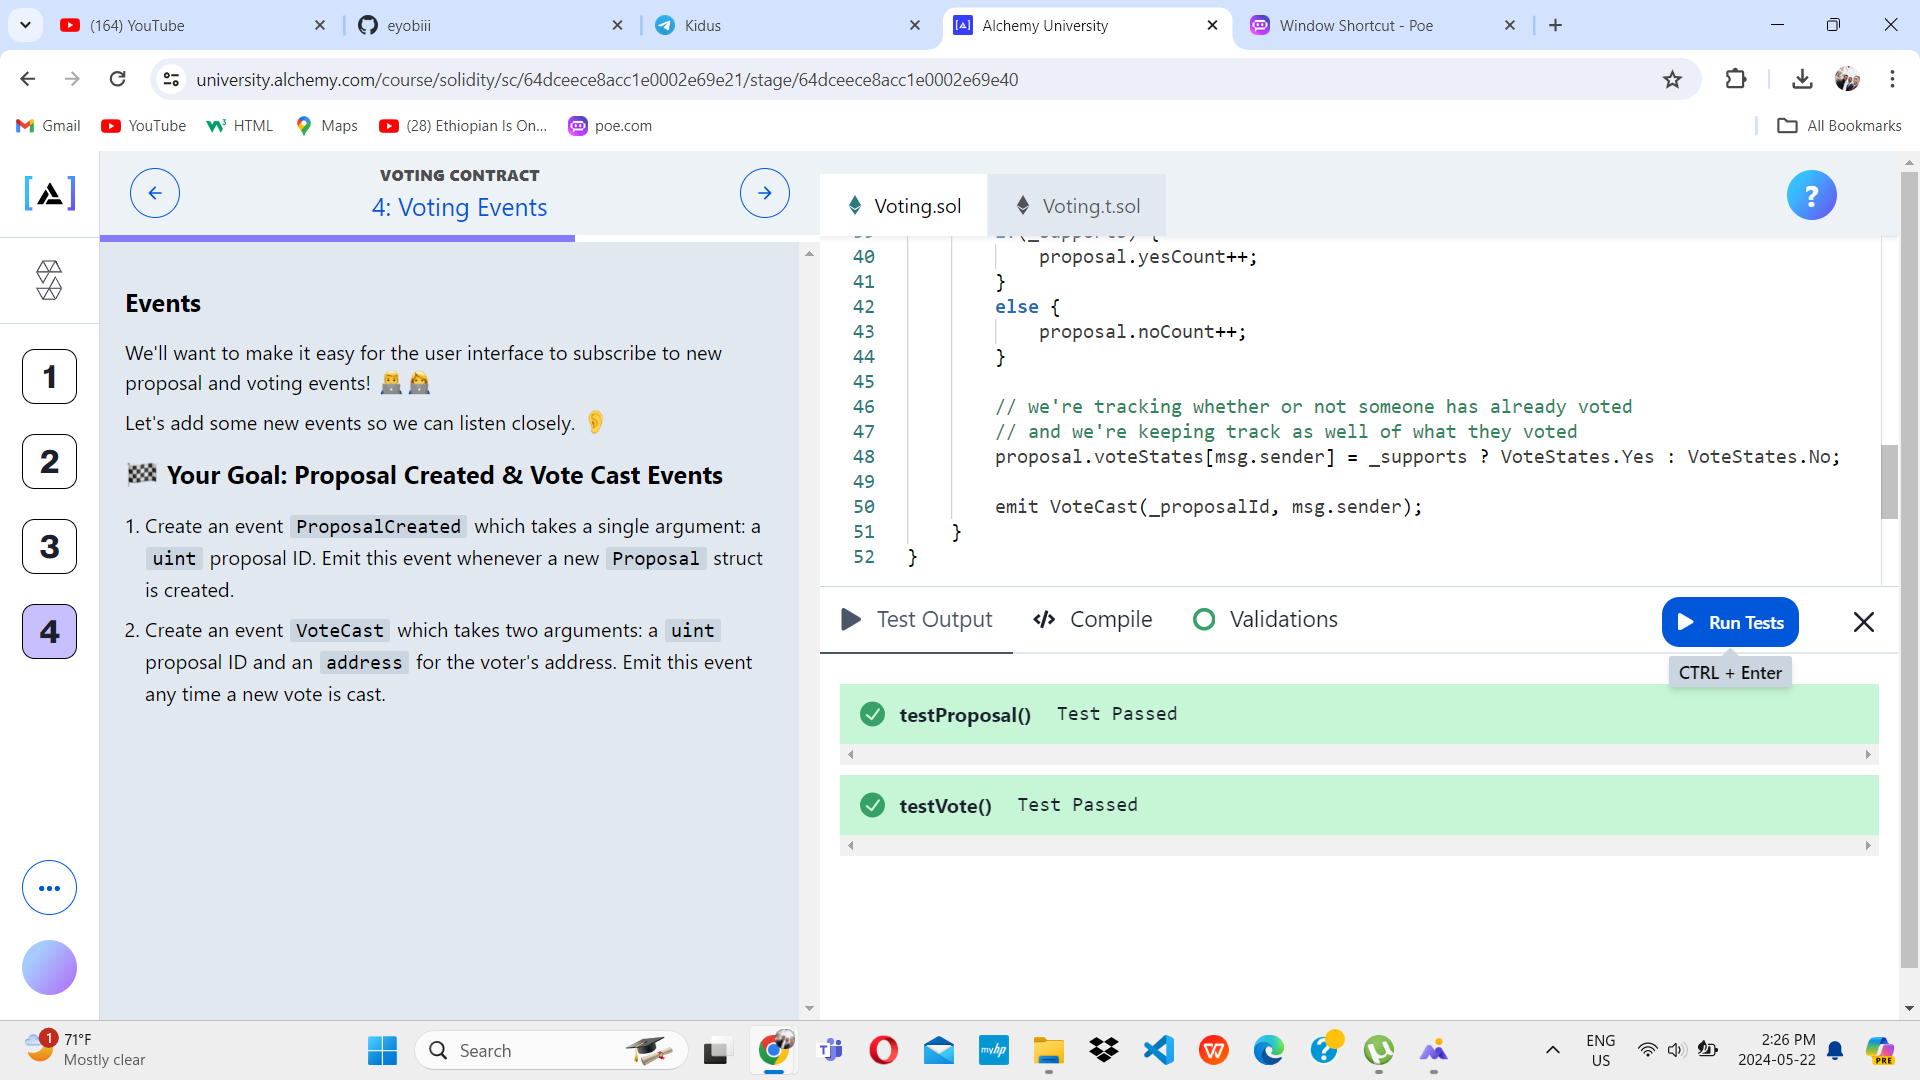 (164) YouTube
eyobiii
Kidus
Alchemy University
Window Shortcut - Poe
university.alchemy.com/course/solidity/sc/64dceece8acc1e0002e69e21/stage/64dceece8acc1e0002e69e40
Gmail
YouTube
HTML
Maps
(28) Ethiopian Is On...
poe.com
All Bookmarks
VOTING CONTRACT
4: Voting Events
1
2
3
4
Events
We'll want to make it easy for the user interface to subscribe to new
proposal and voting events! 👨‍💻👩‍💻
Let's add some new events so we can listen closely. 👂
🏁 Your Goal: Proposal Created & Vote Cast Events
1. Create an event ProposalCreated which takes a single argument: a
uint proposal ID. Emit this event whenever a new Proposal struct
is created.
2. Create an event VoteCast which takes two arguments: a uint
proposal ID and an address for the voter's address. Emit this event
any time a new vote is cast.
Voting.sol
Voting.t.sol
?
39 if(_supports) {
40 proposal.yesCount++;
41 }
42 else {
43 proposal.noCount++;
44 }
45
46 // we're tracking whether or not someone has already voted
47 // and we're keeping track as well of what they voted
48 proposal.voteStates[msg.sender] = _supports ? VoteStates.Yes : VoteStates.No;
49
50 emit VoteCast(_proposalId, msg.sender);
51 }
52 }
Test Output
Compile
Validations
Run Tests
CTRL + Enter
testProposal() Test Passed
testVote() Test Passed
1
71°F
Mostly clear
Search
myhp
ENG
US
2:26 PM
2024-05-22
PRE